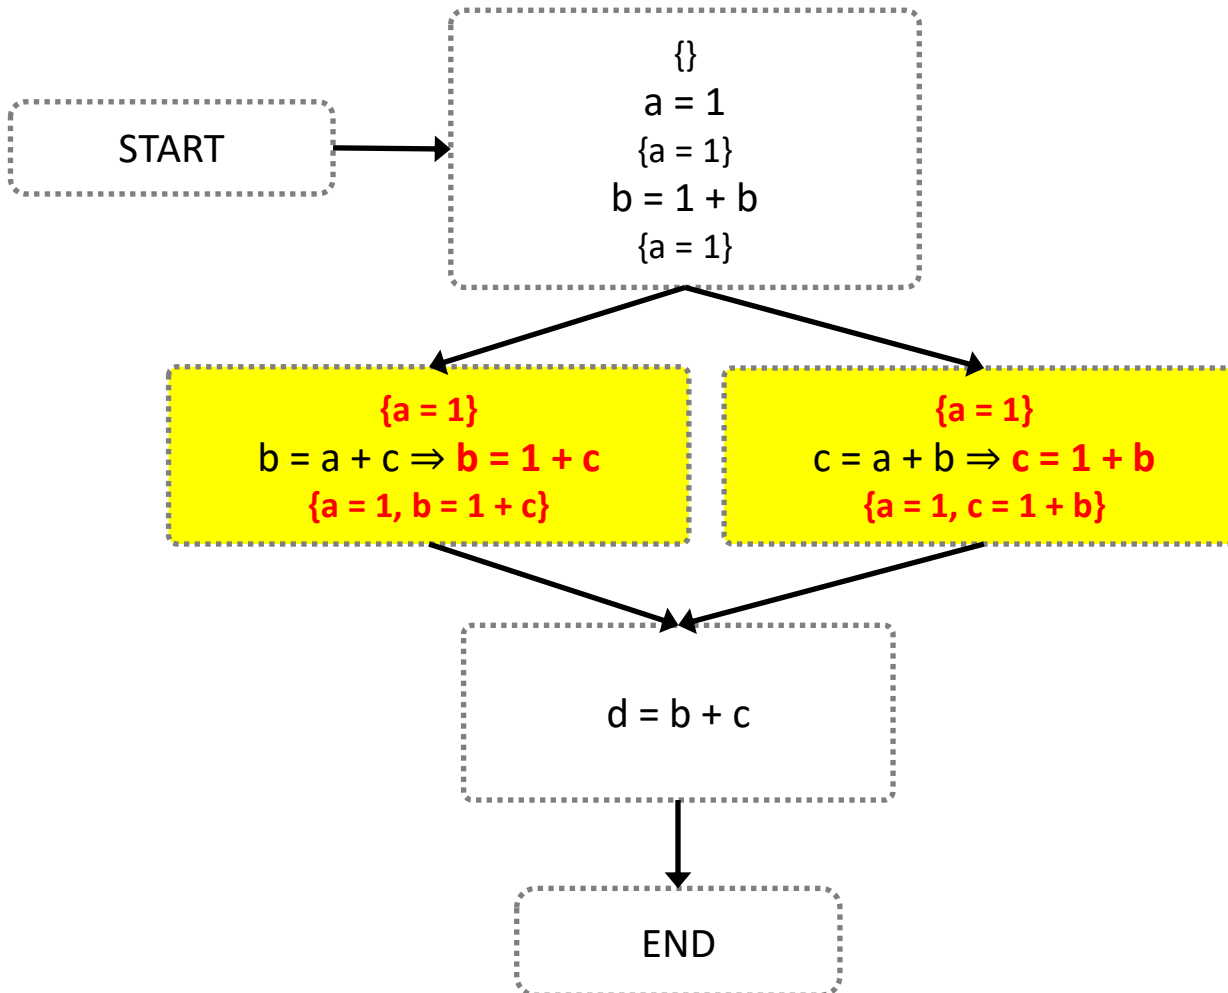 START
{}
a = 1
{a = 1}
b = 1 + b
{a = 1}
{a = 1}
b = a + c ⇒ b = 1 + c
{a = 1, b = 1 + c}
{a = 1}
c = a + b ⇒ c = 1 + b
{a = 1, c = 1 + b}
d = b + c
END